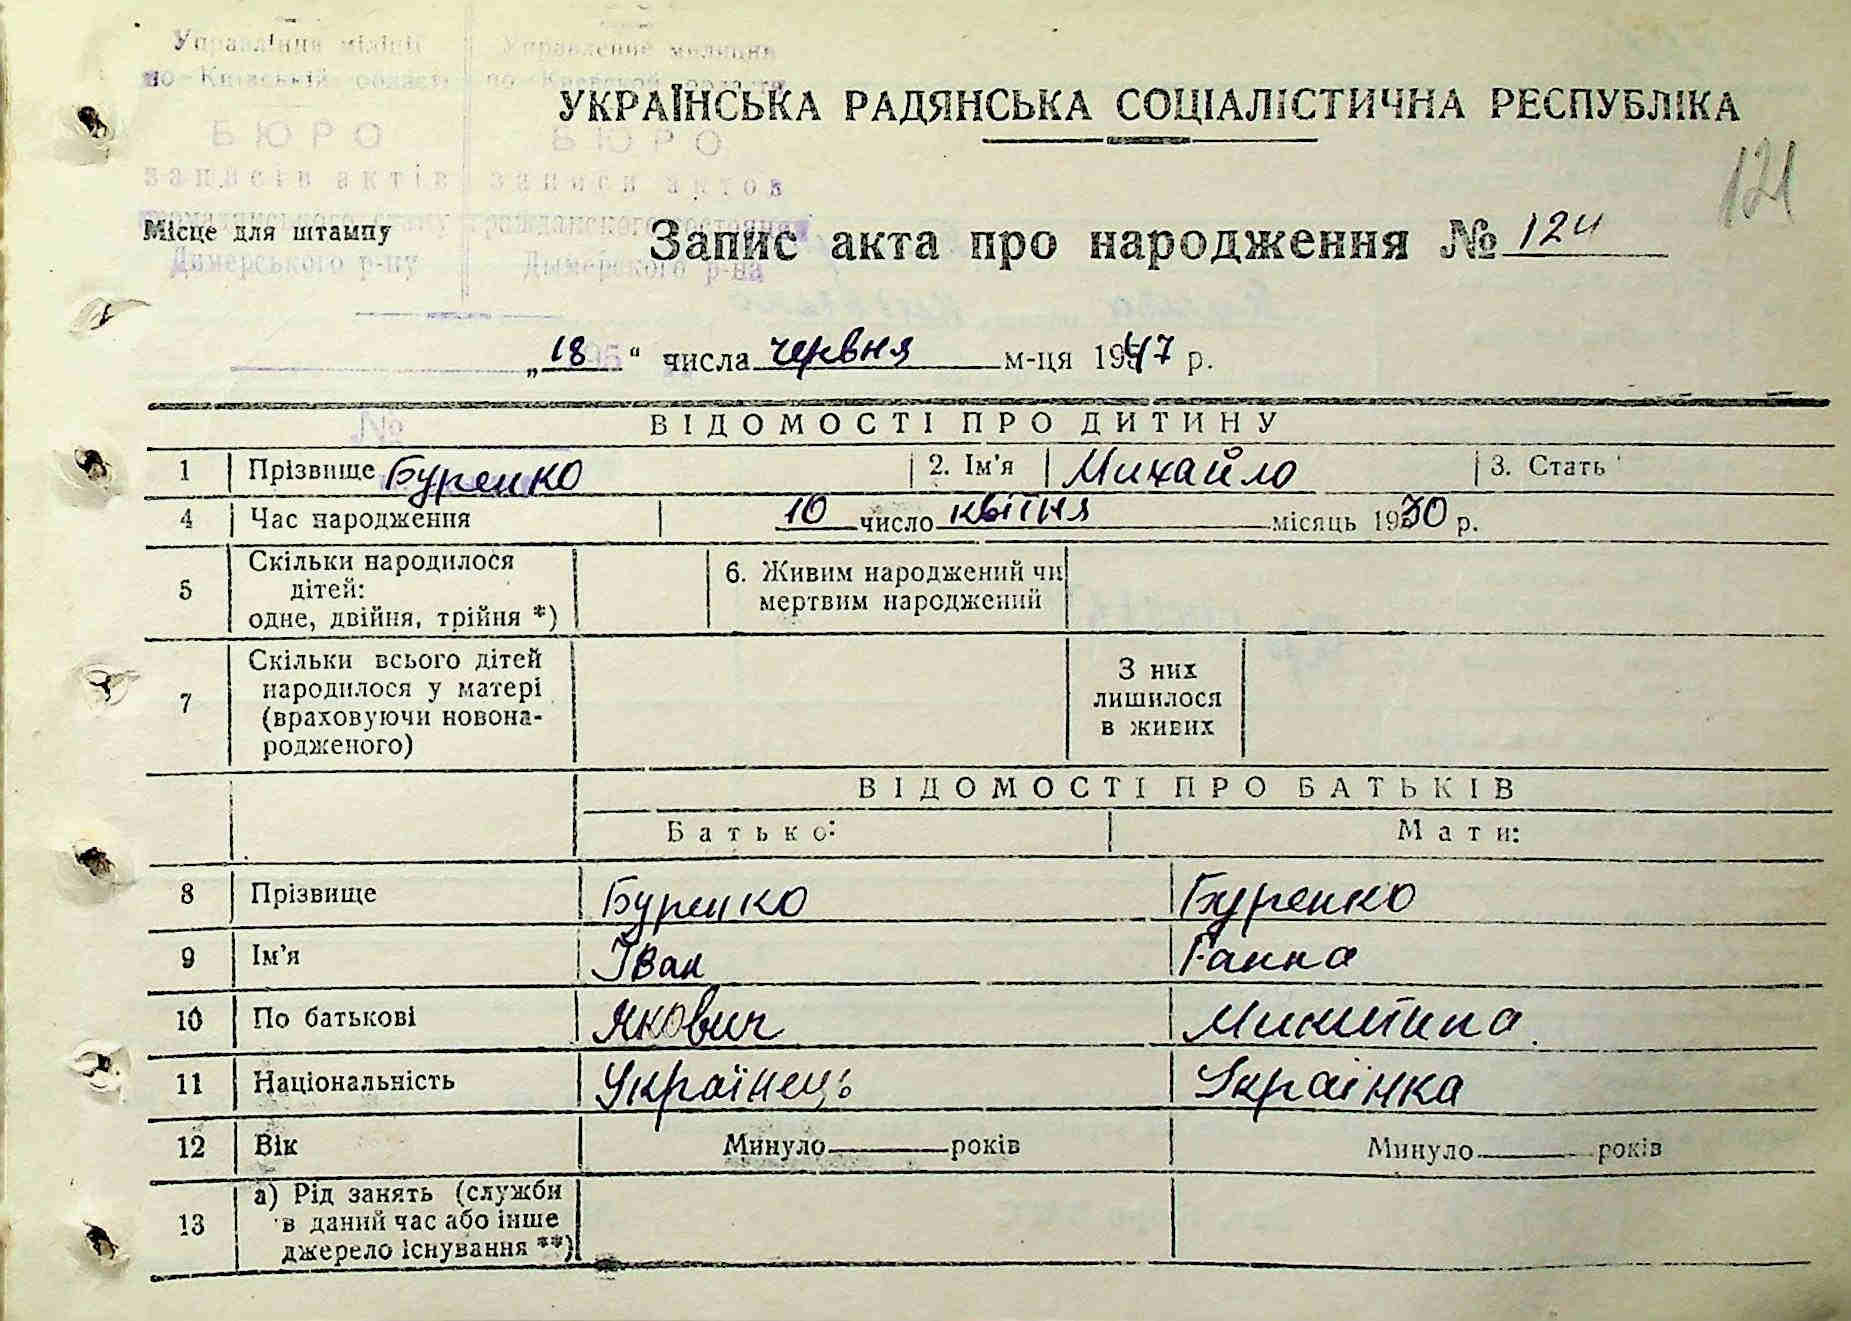 Управління міліції Управление милиции
по Київській області по Киевской области
УКРАЇНСЬКА РАДЯНСЬКА СОЦІАЛІСТИЧНА РЕСПУБЛІКА
БЮРО БЮРО
121
записів актів записи актов
громадянського стану гражданского состояния
Місце для штампу
Запис акта про народження № 124
Димерського р-ну Дымерского р-на
„18“ числа червня м-ця 1947 р.
ВІДОМОСТІ ПРО ДИТИНУ
№
1 Прізвище Буренко 2. Ім'я Михайло 3. Стать
4 Час народження 10 число квітня місяць 1930 р.
5 Скільки народилося дітей: одне, двійня, трійня *) 6. Живим народжений чи мертвим народжений
7 Скільки всього дітей народилося у матері (враховуючи новонародженого) З них лишилося в живих
ВІДОМОСТІ ПРО БАТЬКІВ
Батько: Мати:
8 Прізвище Буренко Буренко
9 Ім'я Іван Ганна
10 По батькові Якович Микитина
11 Національність Українець Українка
12 Вік Минуло років Минуло років
13 а) Рід занять (служби в даний час або інше джерело існування **)